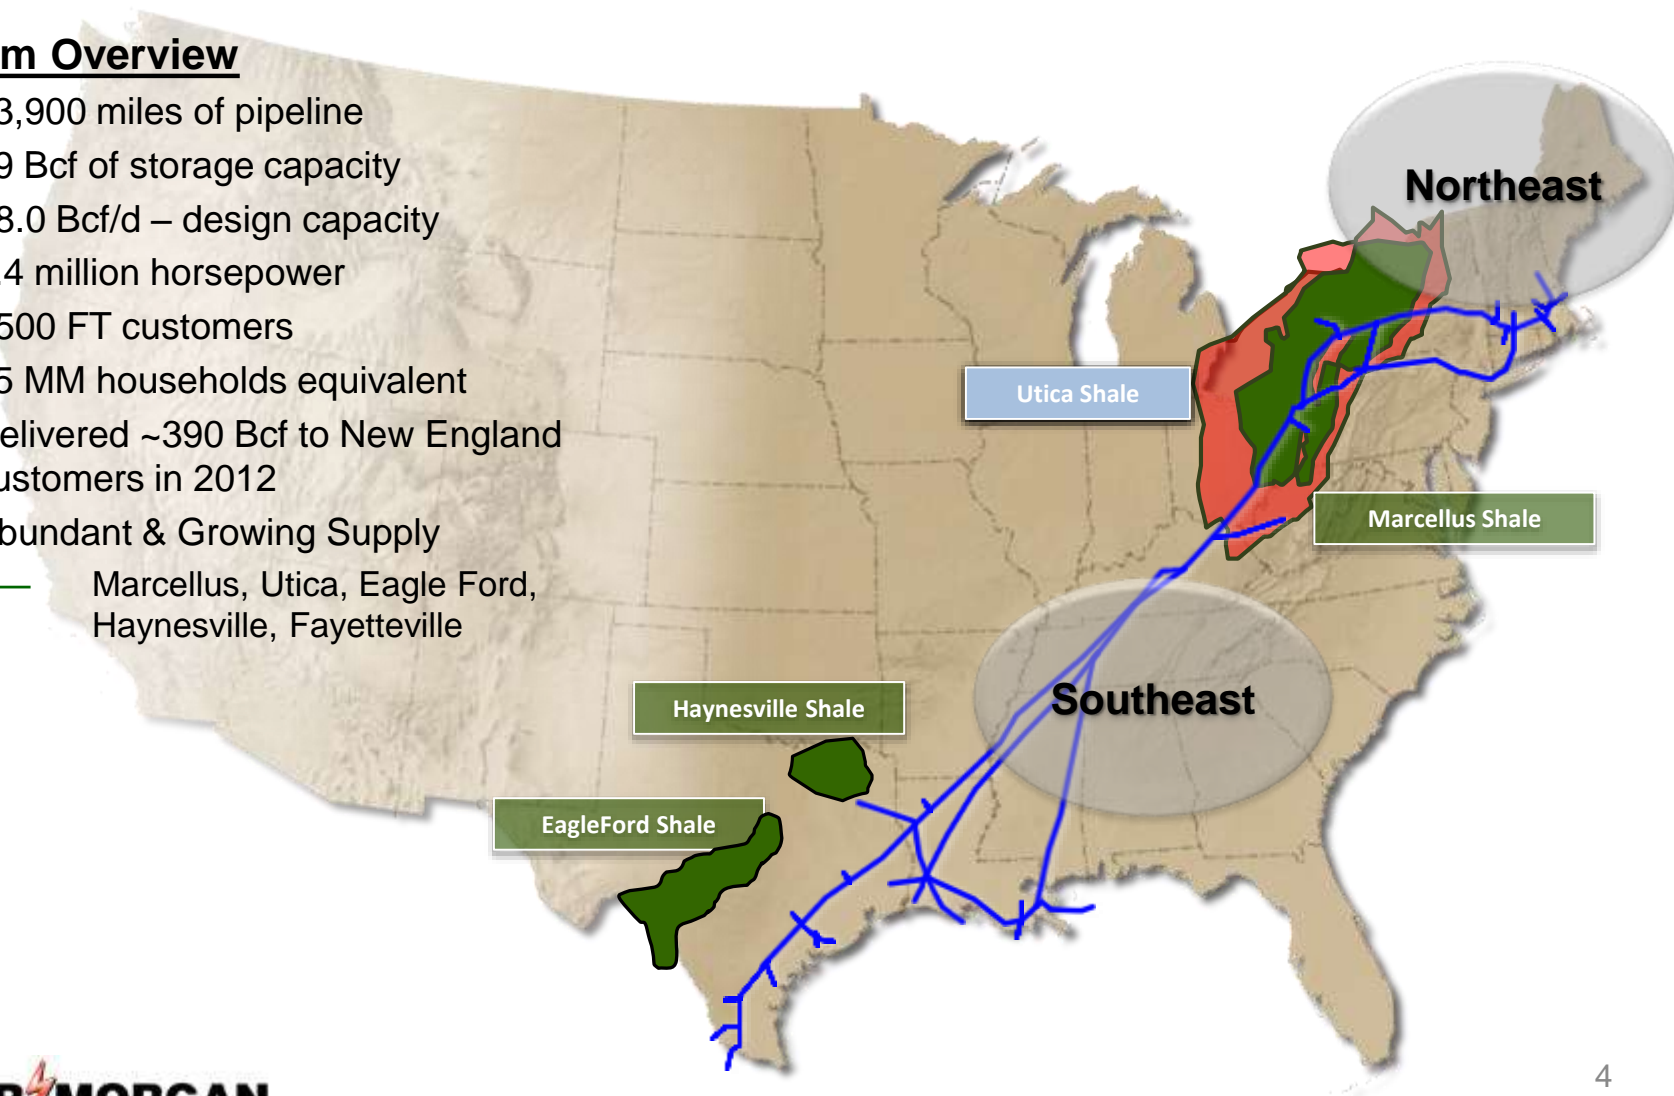 m Overview
3,900 miles of pipeline
9 Bcf of storage capacity
8.0 Bcf/d – design capacity
.4 million horsepower
500 FT customers
5 MM households equivalent
elivered ~390 Bcf to New England
ustomers in 2012
bundant & Growing Supply
— Marcellus, Utica, Eagle Ford,
Haynesville, Fayetteville
Northeast
Utica Shale
Marcellus Shale
Southeast
Haynesville Shale
EagleFord Shale
R MORGAN
4